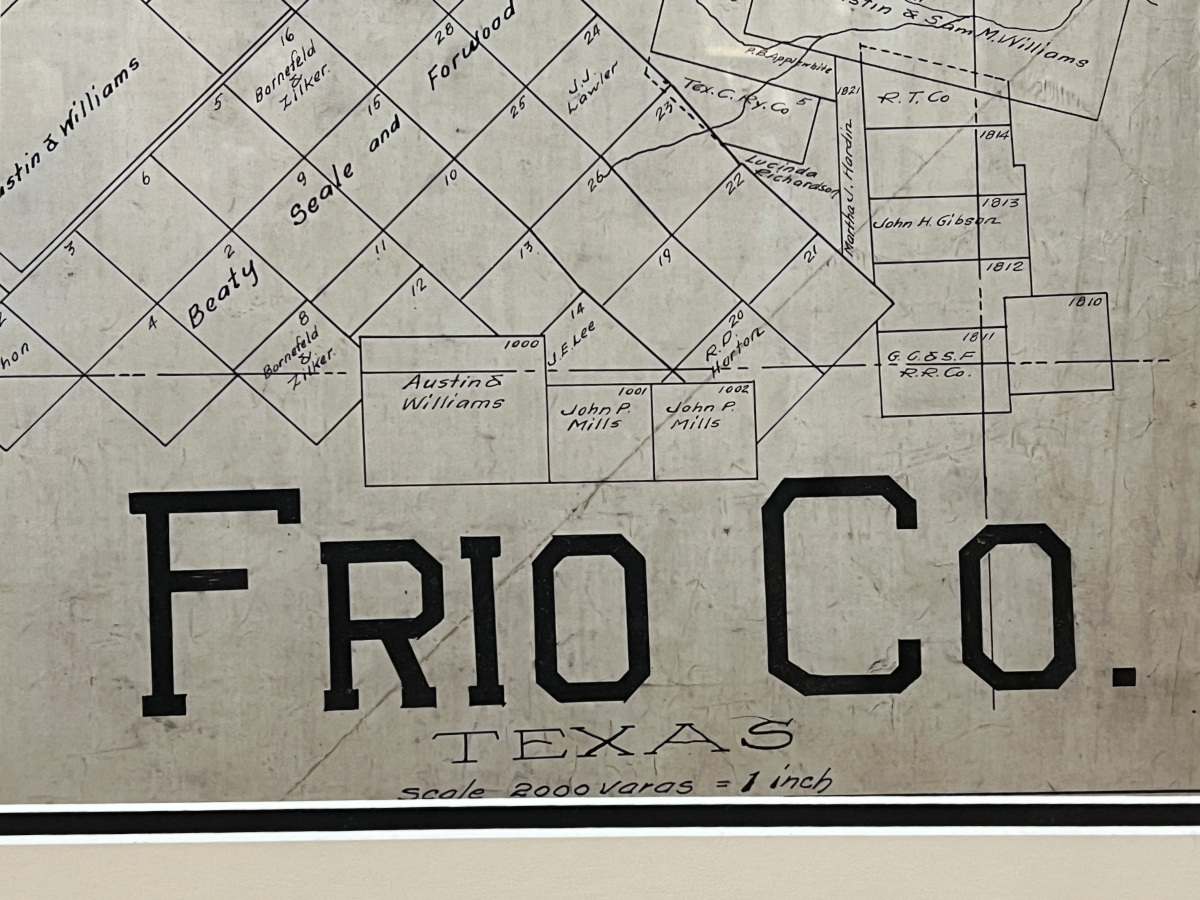 & Sam M. Williams
16
28
24
P.B. Applewhite
Williams
Bornefeld
&
Zilker.
Forwood
J.J.
Lawler
Tex. C. Ry. Co 5
1821
R. T. Co
5
15
25
23
1814
Seale and
6
9
10
26
22
Lucinda
Richardson
Martha J. Hardin
1813
John H. Gibson
3
2
11
13
19
21
1812
Beaty
12
4
8
14
20
1810
Bornefeld
&
Zilker.
J.E. Lee
R.D.
Horton
1000
1811
G. C. & S. F
R.R. Co.
Austin &
Williams
1001
1002
John P.
Mills
John P.
Mills
FRIO CO.
TEXAS
scale 2000 varas = 1 inch